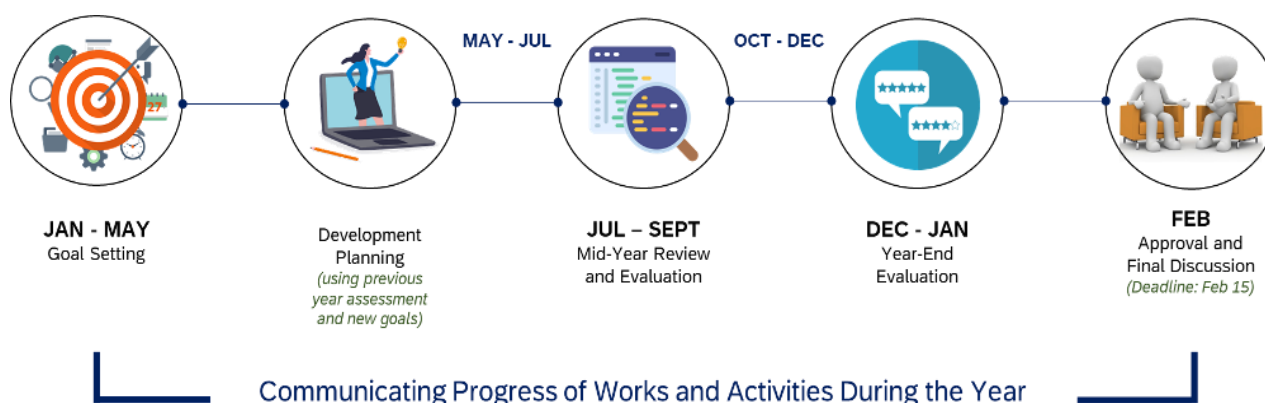 MAY - JUL
OCT - DEC
27
JAN - MAY
Goal Setting
Development
Planning
(using previous
year assessment
and new goals)
JUL – SEPT
Mid-Year Review
and Evaluation
DEC - JAN
Year-End
Evaluation
FEB
Approval and
Final Discussion
(Deadline: Feb 15)
Communicating Progress of Works and Activities During the Year